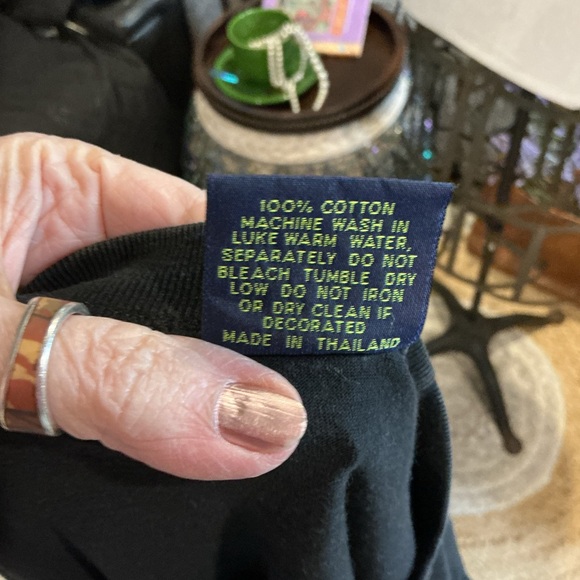 100% COTTON
MACHINE WASH IN
LUKE WARM WATER,
SEPARATELY DO NOT
BLEACH TUMBLE DRY
LOW DO NOT IRON
OR DRY CLEAN IF
DECORATED
MADE IN THAILAND